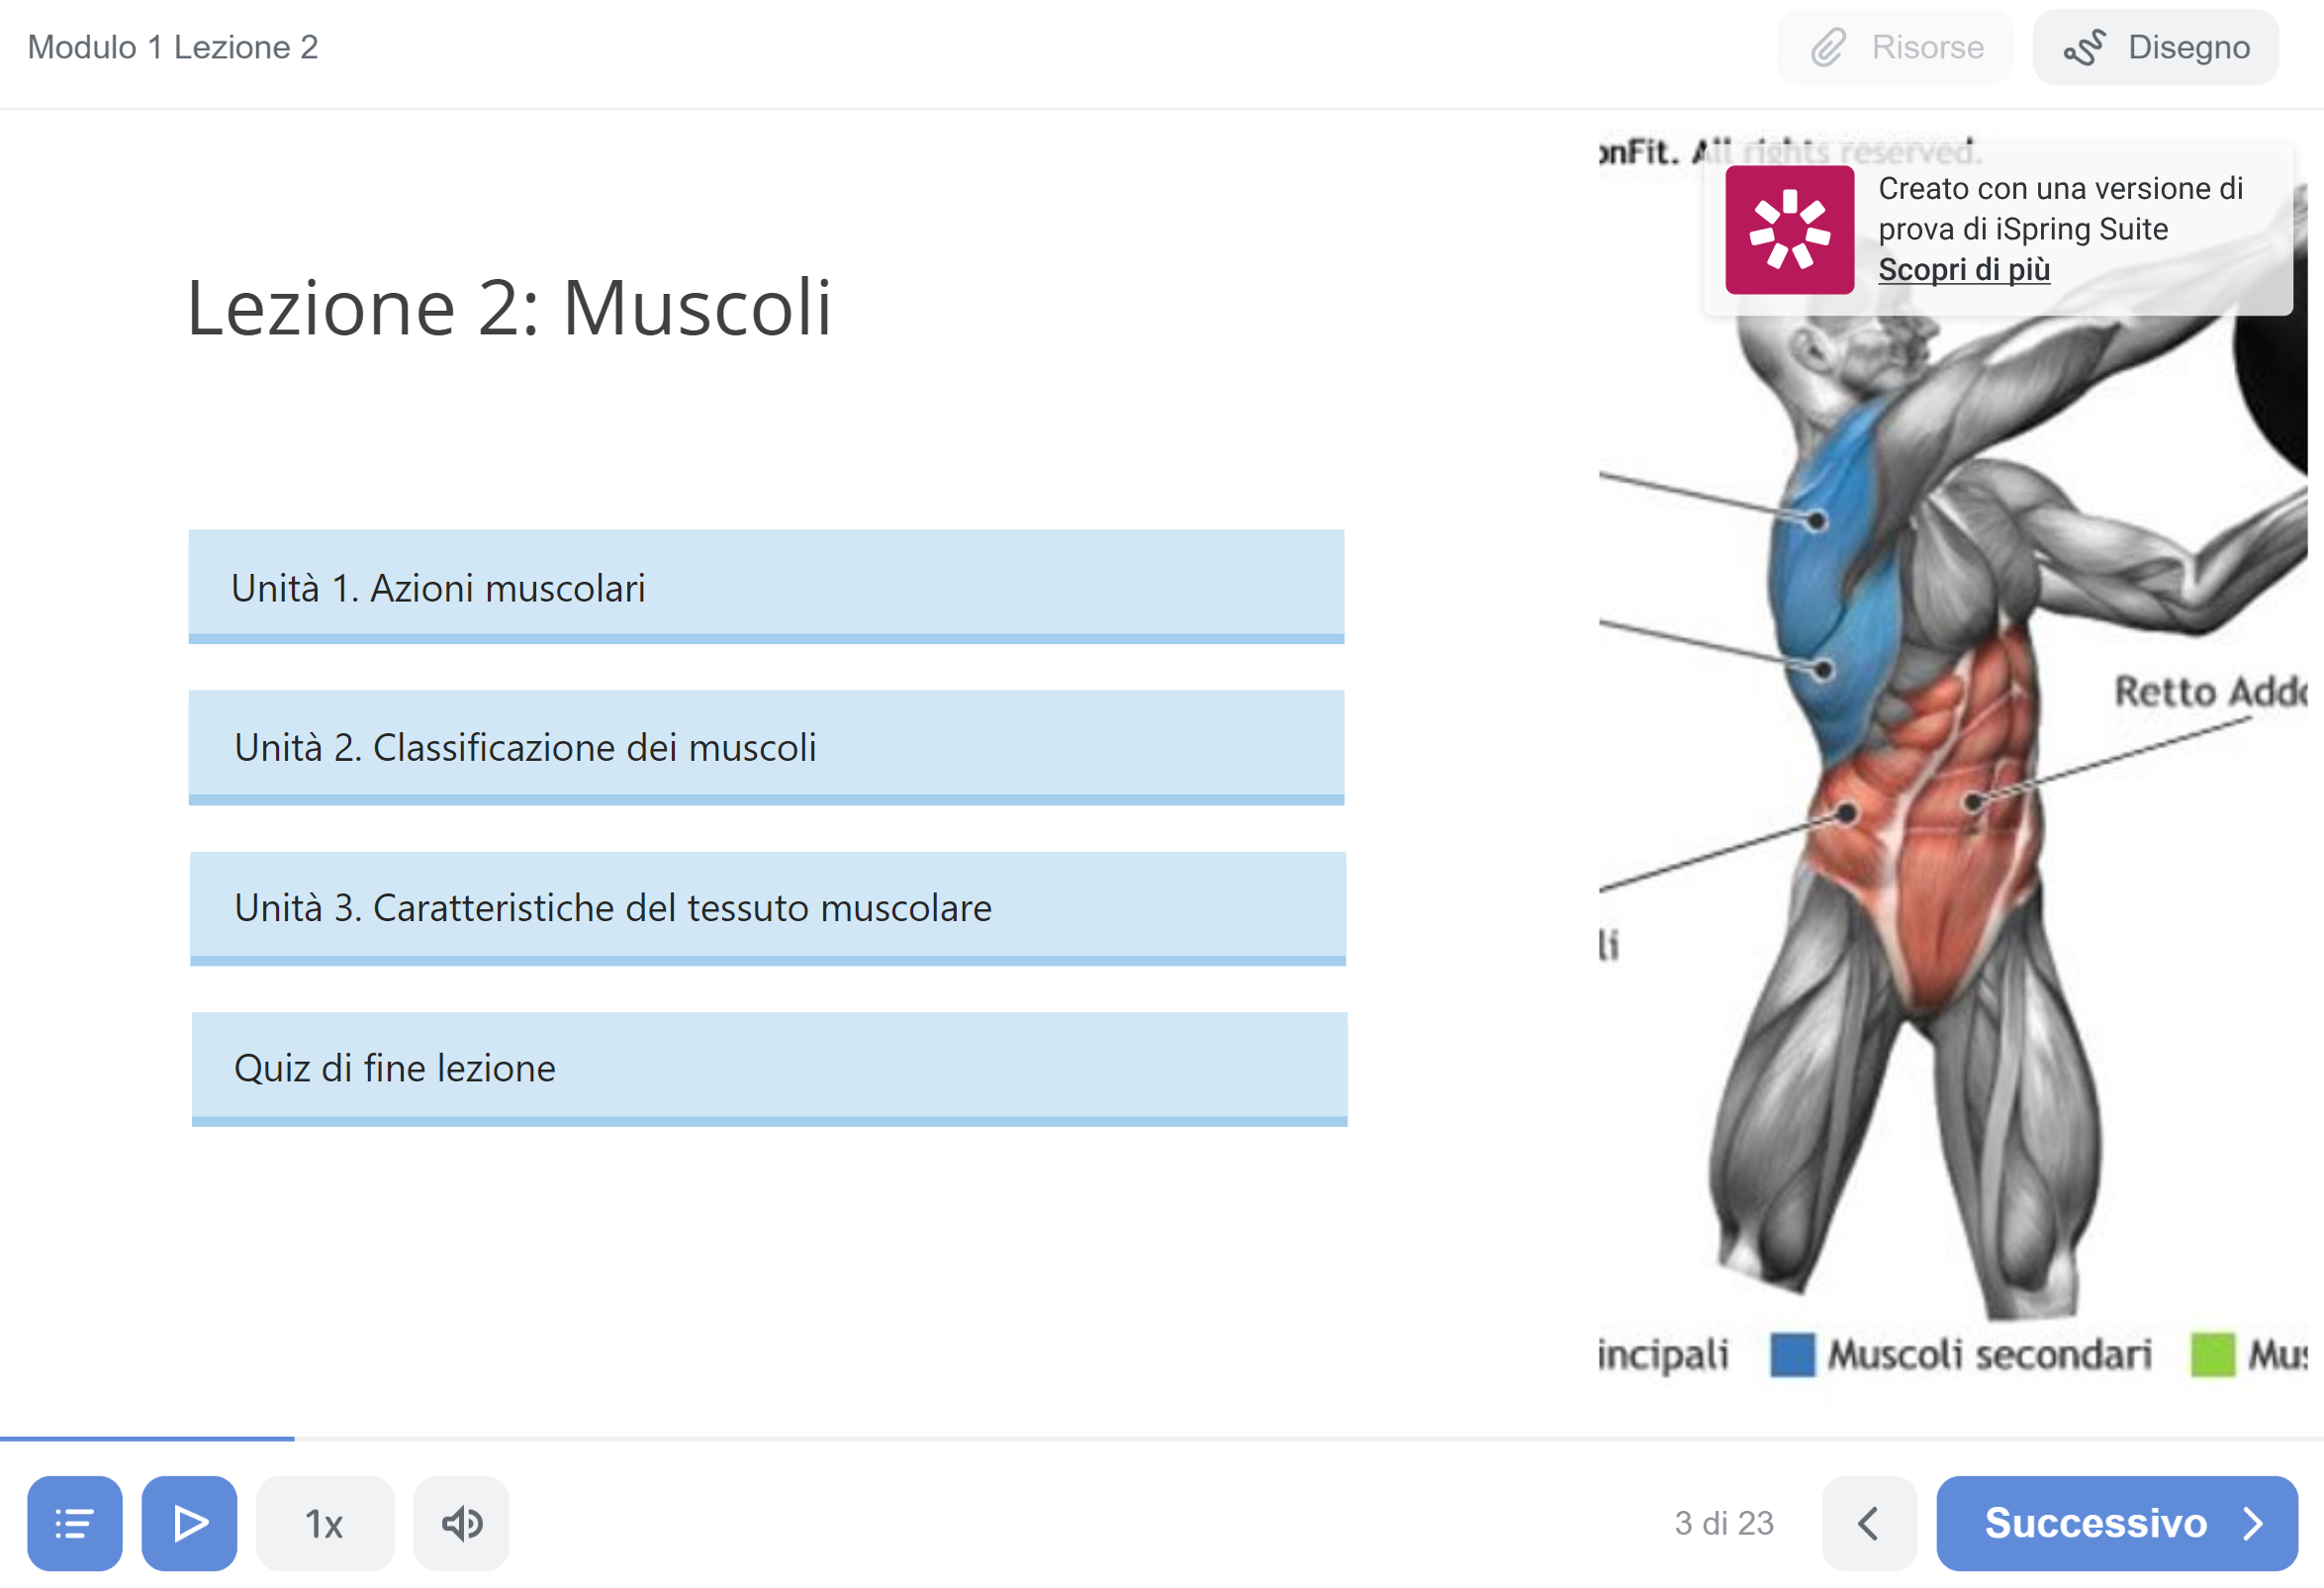 Modulo 1 Lezione 2
Risorse
Disegno
onFit. All rights reserved.
Creato con una versione di
prova di iSpring Suite
Scopri di più
Lezione 2: Muscoli
Unità 1. Azioni muscolari
Unità 2. Classificazione dei muscoli
Unità 3. Caratteristiche del tessuto muscolare
Quiz di fine lezione
Retto Addo
li
incipali
Muscoli secondari
Mus
1x
3 di 23
Successivo